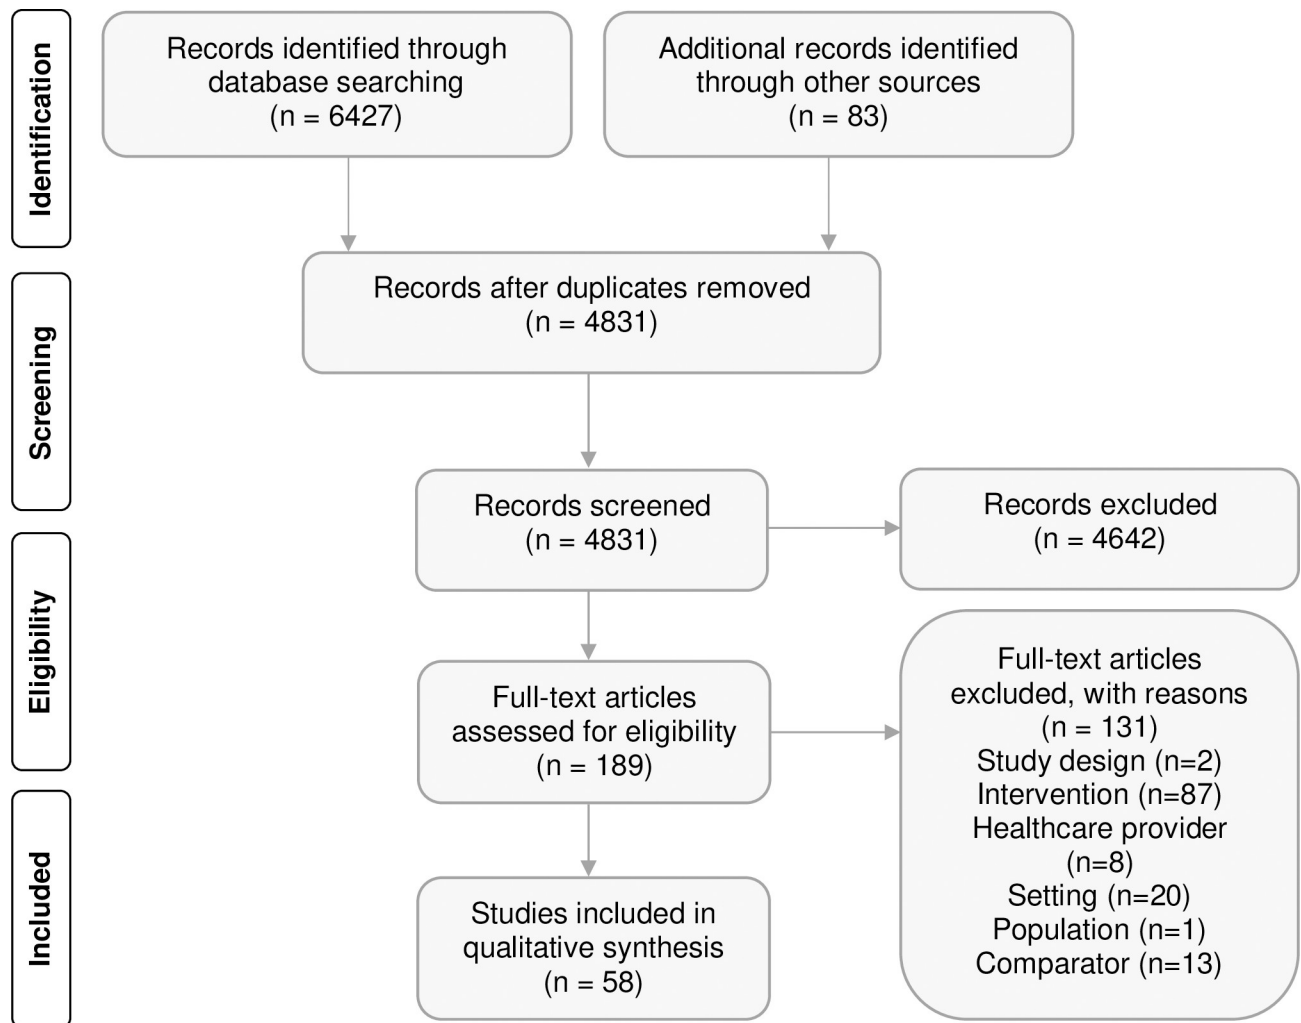 Identification
Records identified through
database searching
(n = 6427)
Additional records identified
through other sources
(n = 83)
Screening
Records after duplicates removed
(n = 4831)
Records screened
(n = 4831)
Records excluded
(n = 4642)
Eligibility
Full-text articles
assessed for eligibility
(n = 189)
Full-text articles
excluded, with reasons
(n = 131)
Study design (n=2)
Intervention (n=87)
Healthcare provider
(n=8)
Setting (n=20)
Population (n=1)
Comparator (n=13)
Included
Studies included in
qualitative synthesis
(n = 58)